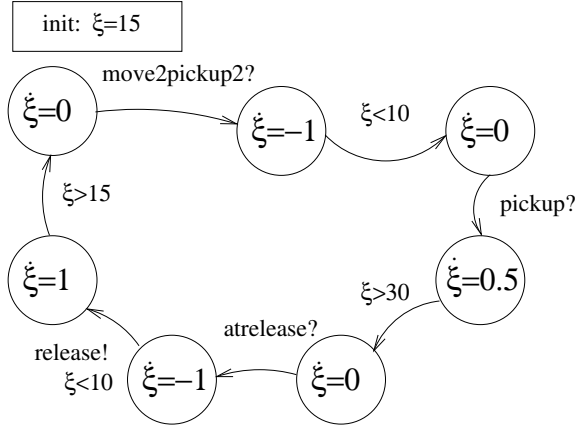 init: ξ=15
move2pickup2?
ξ̇=0
ξ̇=−1
ξ<10
ξ̇=0
pickup?
ξ̇=0.5
ξ>30
ξ̇=0
atrelease?
ξ̇=−1
release!
ξ<10
ξ̇=1
ξ>15